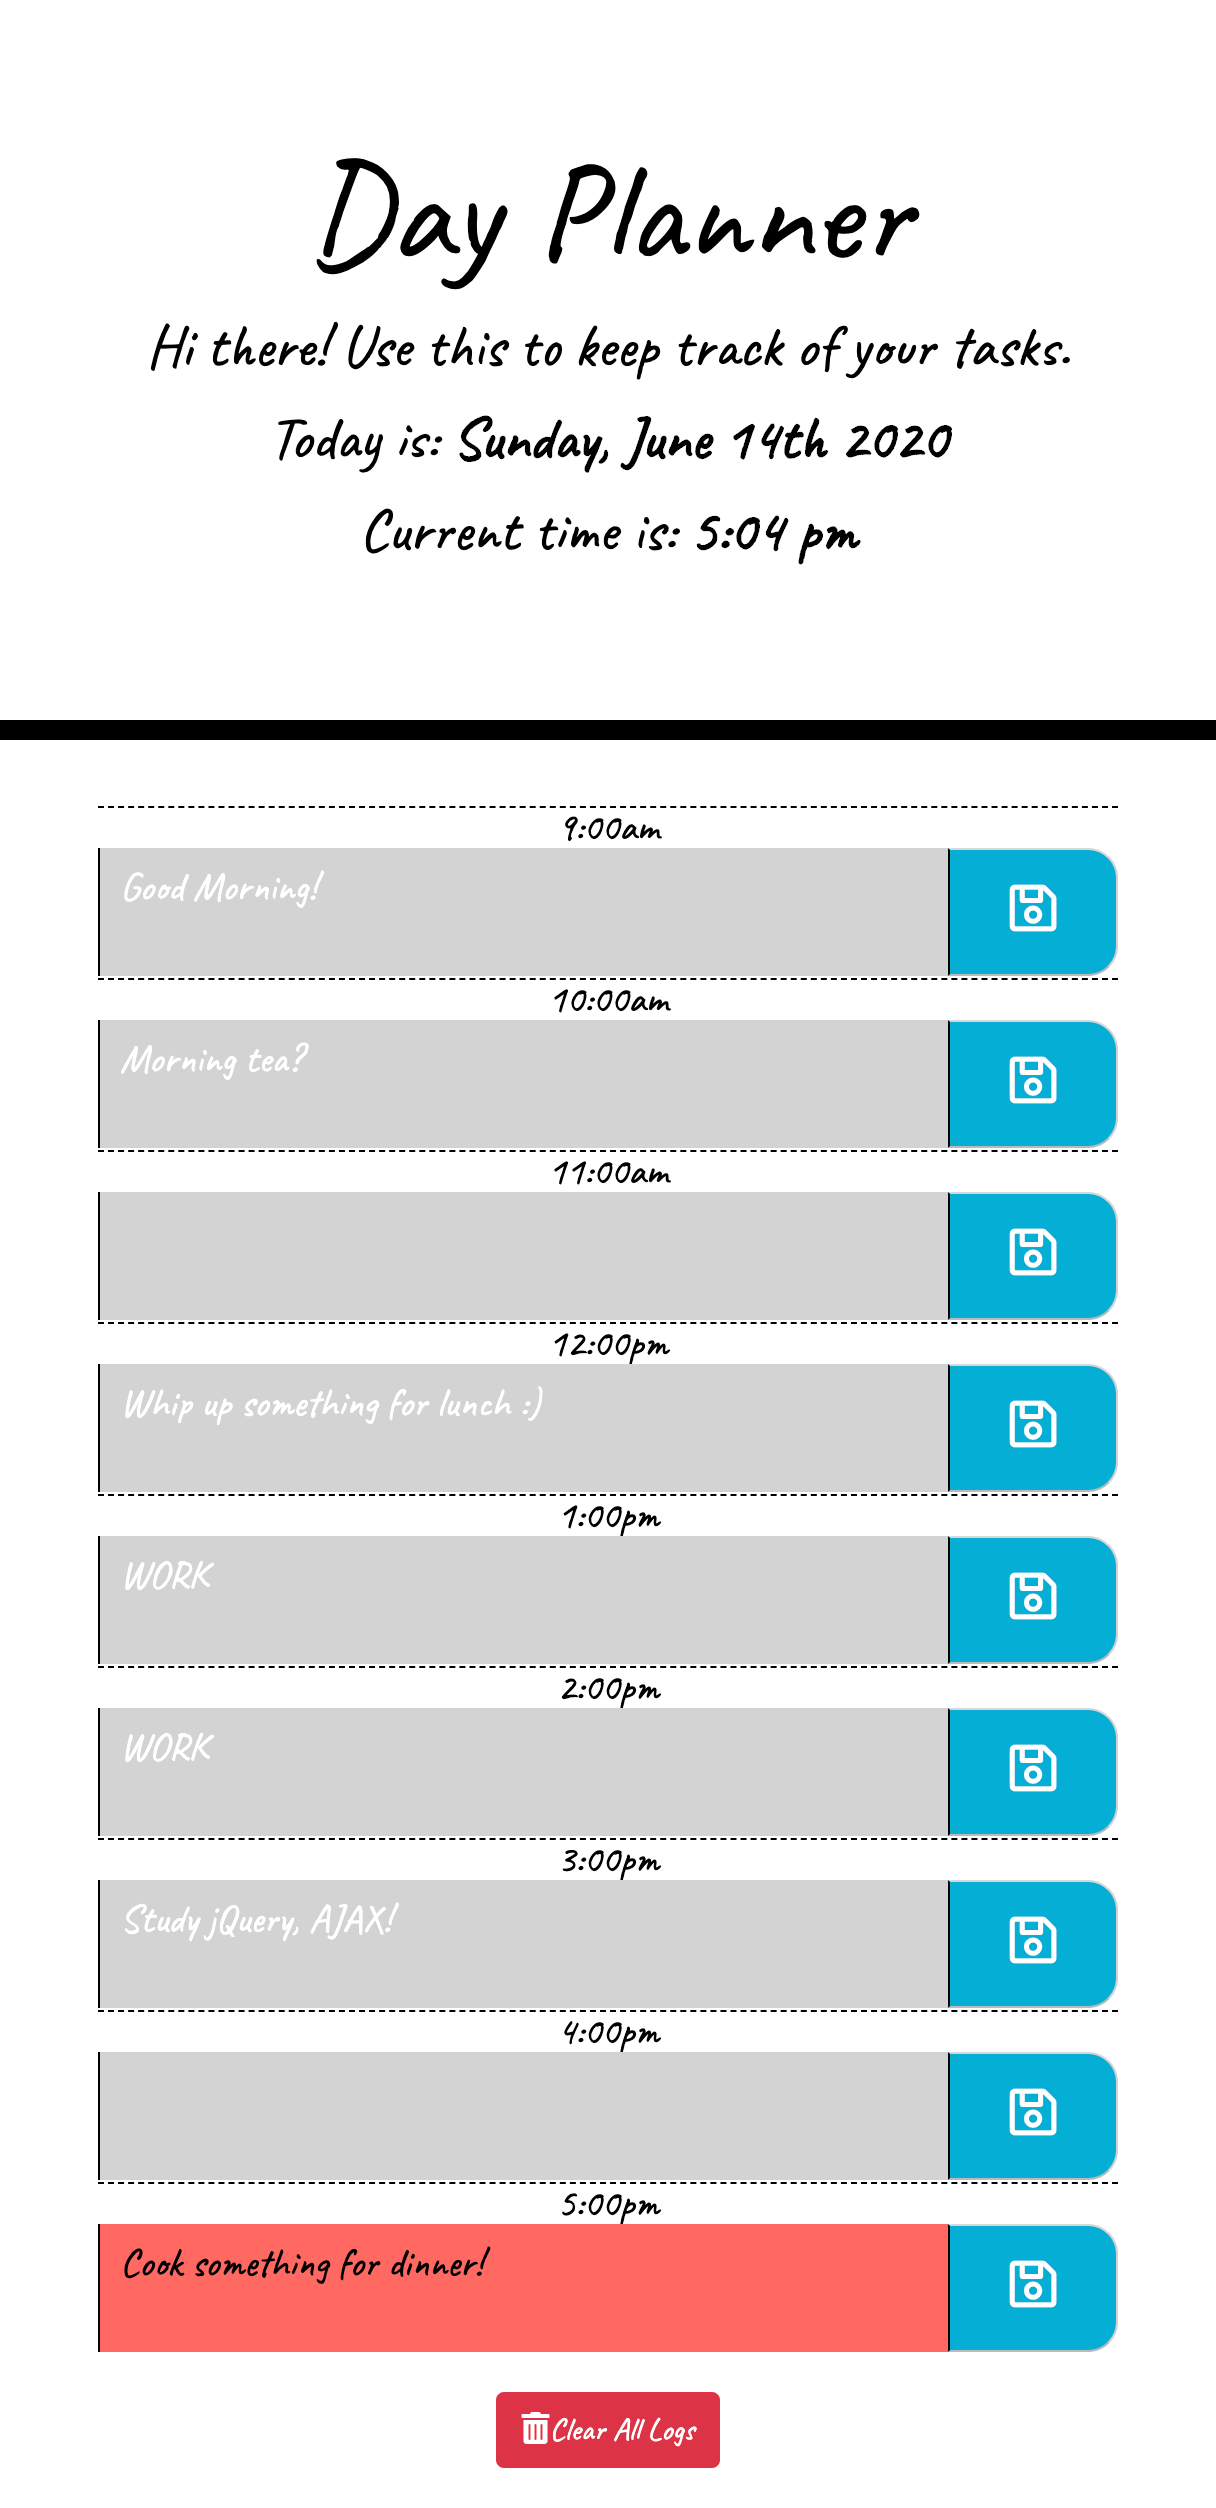 Day Planner
Hi there! Use this to keep track of your tasks.
Today is: Sunday, June 14th 2020
Current time is: 5:04 pm
9:00am
Good Morning!
10:00am
Morning tea?
11:00am
12:00pm
Whip up something for lunch :)
1:00pm
WORK
2:00pm
WORK
3:00pm
Study jQuery, AJAX!
4:00pm
5:00pm
Cook something for dinner!
Clear All Logs